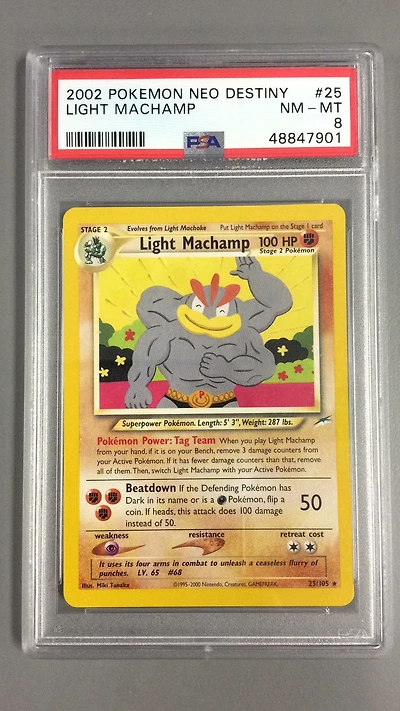 2002 POKEMON NEO DESTINY #25
LIGHT MACHAMP NM - MT
8
PSA 48847901
STAGE 2 Evolves from Light Machoke Put Light Machamp on the Stage 1 card
Light Machamp 100 HP
Stage 2 Pokémon
P
Superpower Pokémon. Length: 5' 3", Weight: 287 lbs.
Pokémon Power: Tag Team When you play Light Machamp
from your hand, if it is on your Bench, remove 3 damage counters from
your Active Pokémon. If it has fewer damage counters than that, remove
all of them. Then, switch Light Machamp with your Active Pokémon.
Beatdown If the Defending Pokémon has
Dark in its name or is a Pokémon, flip a
coin. If heads, this attack does 100 damage
instead of 50.
50
weakness resistance retreat cost
It uses its four arms in combat to unleash a ceaseless flurry of
punches. LV. 65 #68
Illus. Miki Tanaka ©1995-2000 Nintendo, Creatures, GAMEFREAK. 25/105 ★